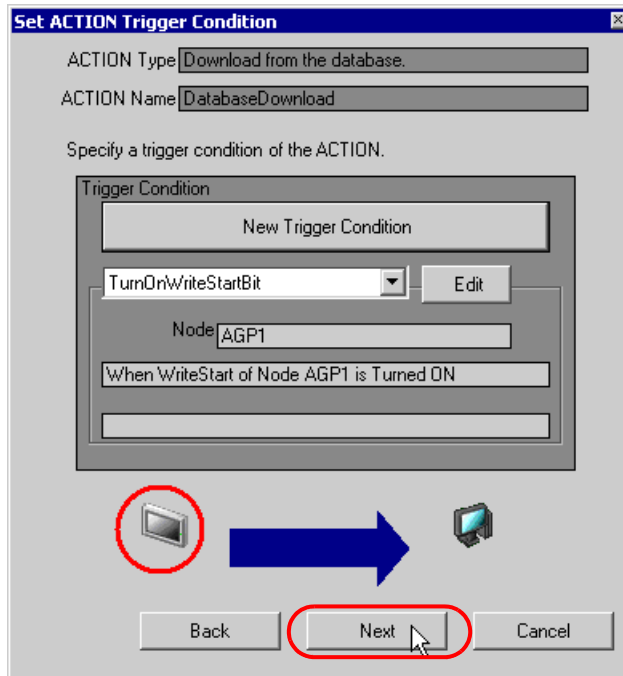 Set ACTION Trigger Condition
ACTION Type Download from the database.
ACTION Name DatabaseDownload
Specify a trigger condition of the ACTION.
Trigger Condition
New Trigger Condition
TurnOnWriteStartBit Edit
Node AGP1
When WriteStart of Node AGP1 is Turned ON
Back Next Cancel